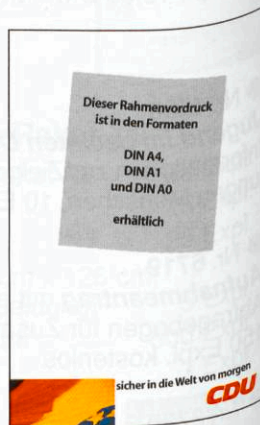 Dieser Rahmenvordruck
ist in den Formaten
DIN A4,
DIN A1
und DIN A0
erhältlich
sicher in die Welt von morgen
CDU